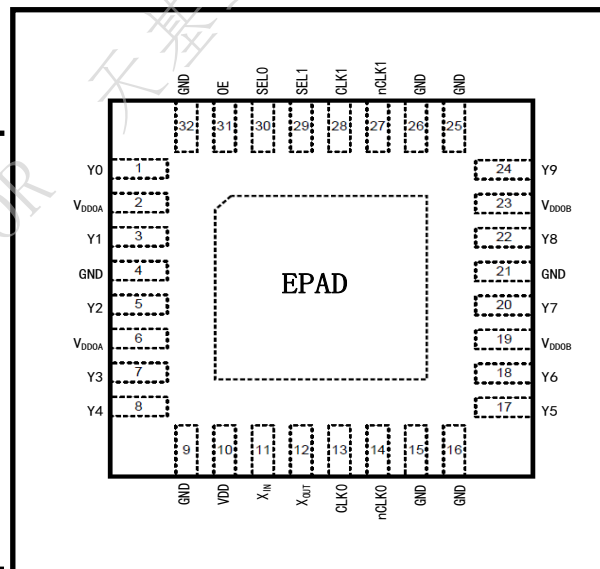 天基
OR
GND OE SEL0 SEL1 CLK1 nCLK1 GND GND
32 31 30 29 28 27 26 25
Y0 1 24 Y9
VDDOA 2 23 VDDOB
Y1 3 22 Y8
GND 4 21 GND
EPAD
Y2 5 20 Y7
VDDOA 6 19 VDDOB
Y3 7 18 Y6
Y4 8 17 Y5
9 10 11 12 13 14 15 16
GND VDD XIN XOUT CLK0 nCLK0 GND GND